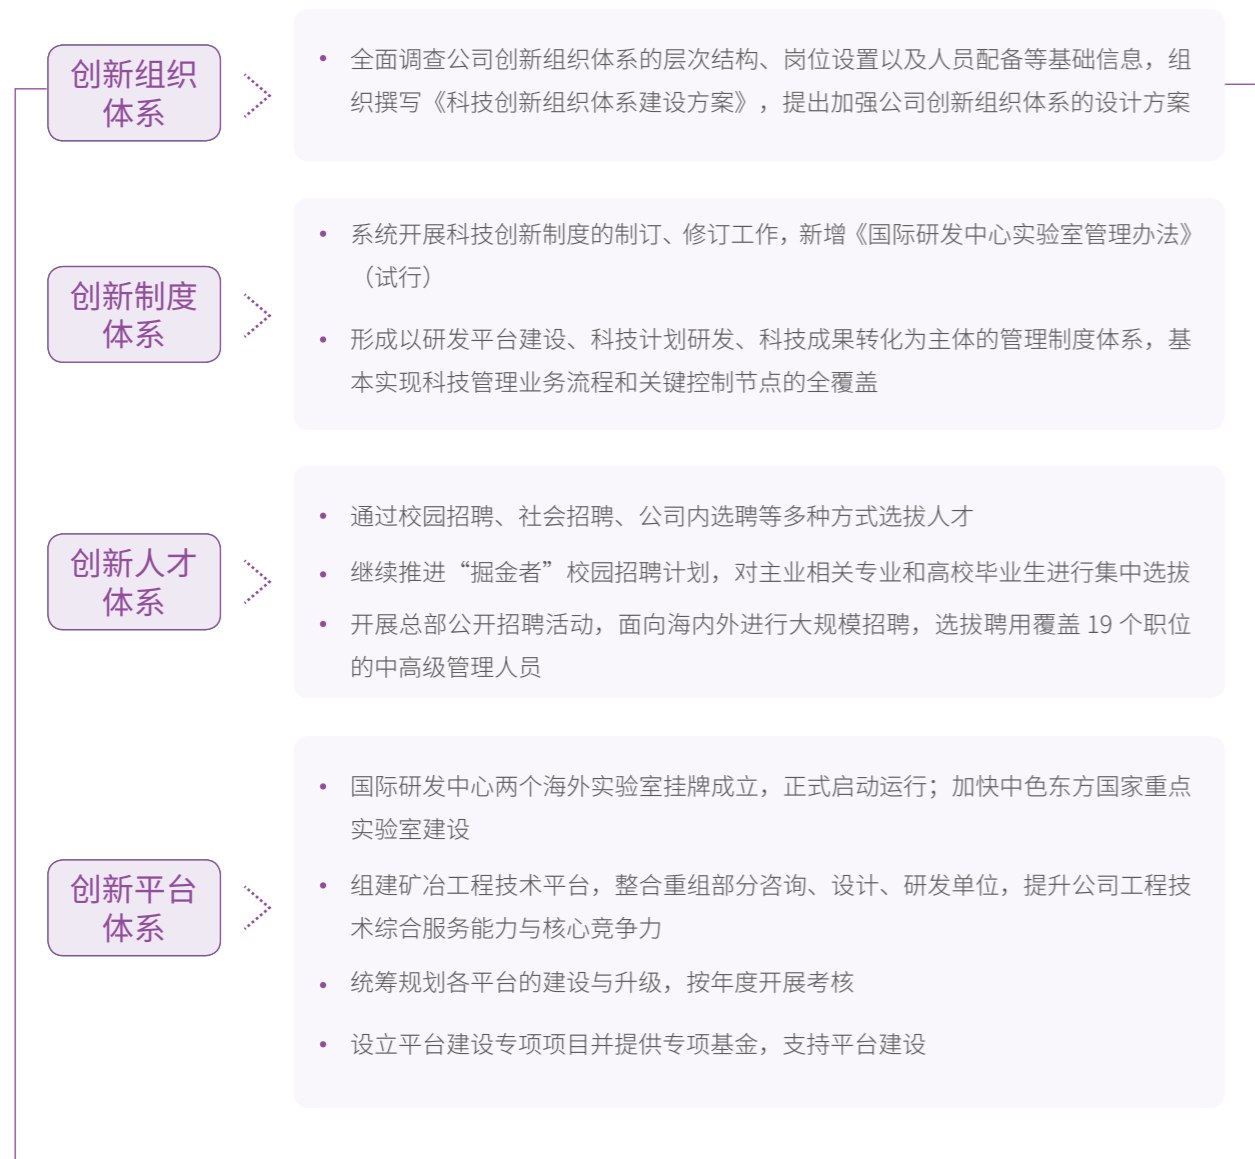 创新组织
体系
• 全面调查公司创新组织体系的层次结构、岗位设置以及人员配备等基础信息，组
织撰写《科技创新组织体系建设方案》，提出加强公司创新组织体系的设计方案
创新制度
体系
• 系统开展科技创新制度的制订、修订工作，新增《国际研发中心实验室管理办法》
（试行）
• 形成以研发平台建设、科技计划研发、科技成果转化为主体的管理制度体系，基
本实现科技管理业务流程和关键控制节点的全覆盖
创新人才
体系
• 通过校园招聘、社会招聘、公司内选聘等多种方式选拔人才
• 继续推进“掘金者”校园招聘计划，对主业相关专业和高校毕业生进行集中选拔
• 开展总部公开招聘活动，面向海内外进行大规模招聘，选拔聘用覆盖 19 个职位
的中高级管理人员
创新平台
体系
• 国际研发中心两个海外实验室挂牌成立，正式启动运行；加快中色东方国家重点
实验室建设
• 组建矿冶工程技术平台，整合重组部分咨询、设计、研发单位，提升公司工程技
术综合服务能力与核心竞争力
• 统筹规划各平台的建设与升级，按年度开展考核
• 设立平台建设专项项目并提供专项基金，支持平台建设